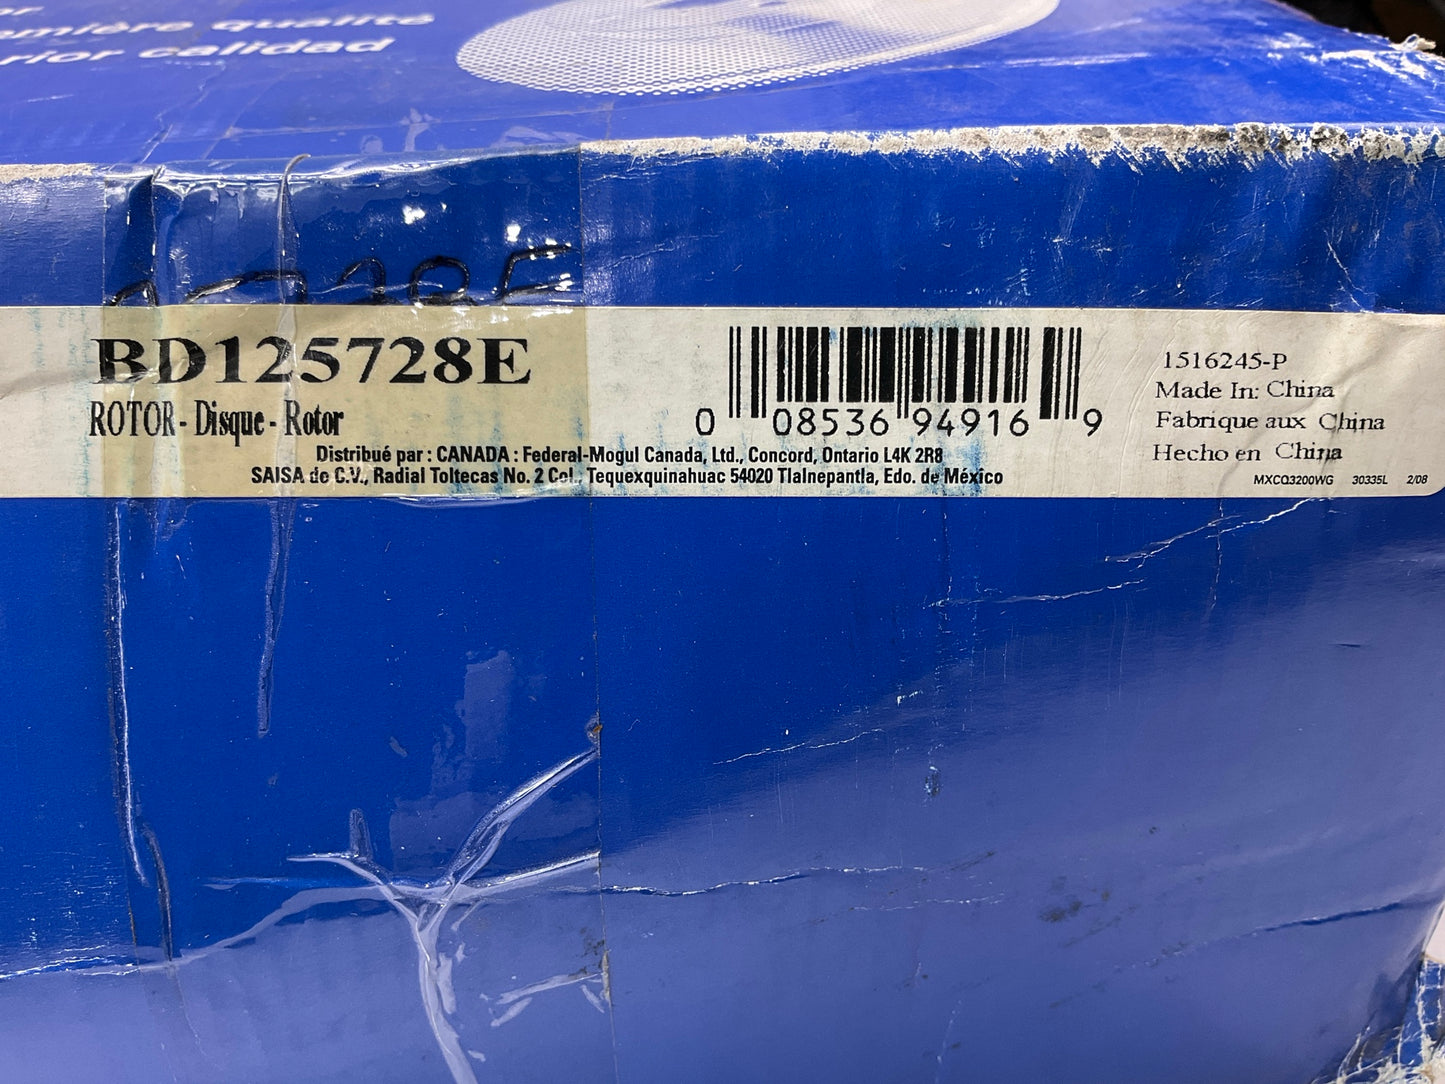 emière qualité
rior calidad
BD125728E
ROTOR - Disque - Rotor
0 08536 94916 9
1516245-P
Made In: China
Fabrique aux China
Hecho en China
Distribué par : CANADA : Federal-Mogul Canada, Ltd., Concord, Ontario L4K 2R8
SAISA de C.V., Radial Toltecas No. 2 Col., Tequexquinahuac 54020 Tlalnepantla, Edo. de México
MXCQ3200WG 30335L 2/08